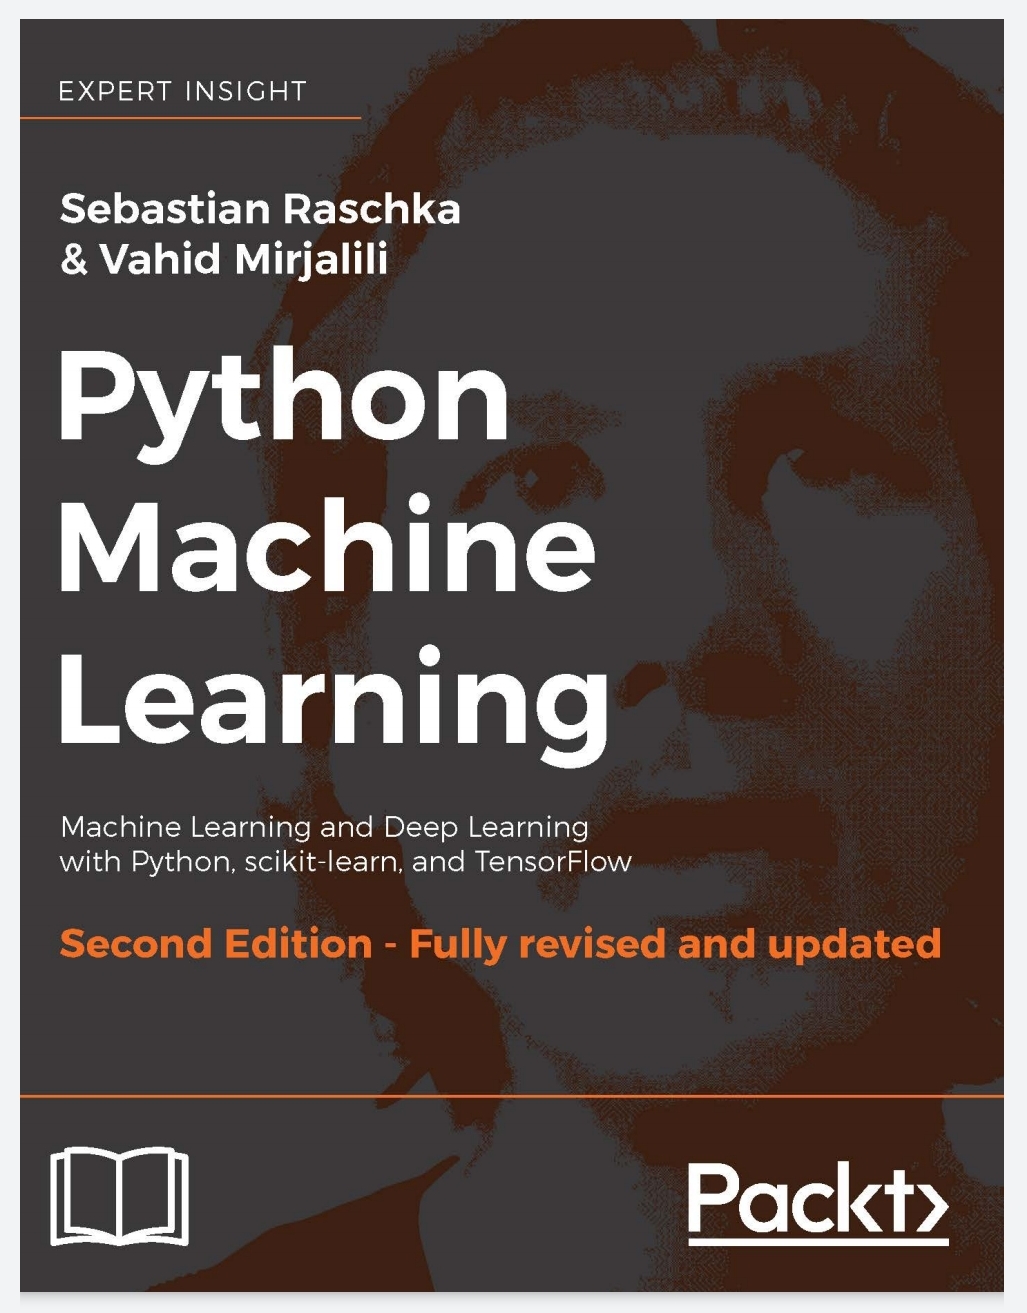 EXPERT INSIGHT
Sebastian Raschka
& Vahid Mirjalili
Python
Machine
Learning
Machine Learning and Deep Learning
with Python, scikit-learn, and TensorFlow
Second Edition - Fully revised and updated
Packt>